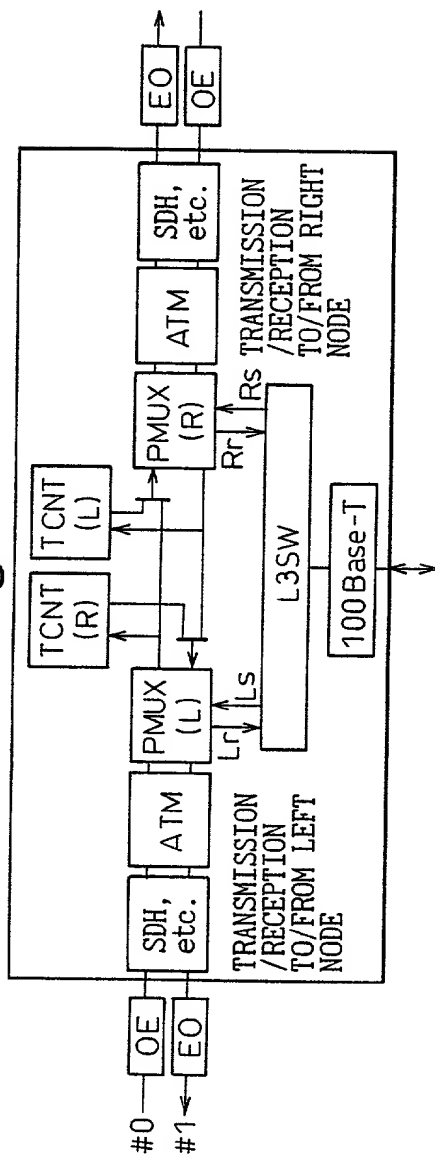 #0
#1
OE
EO
SDH,
etc.
ATM
PMUX
(L)
TCNT
(R)
TCNT
(L)
PMUX
(R)
ATM
SDH,
etc.
EO
OE
Lr
Ls
Rr
Rs
TRANSMISSION
/RECEPTION
TO/FROM LEFT
NODE
TRANSMISSION
/RECEPTION
TO/FROM RIGHT
NODE
L3SW
100Base-T